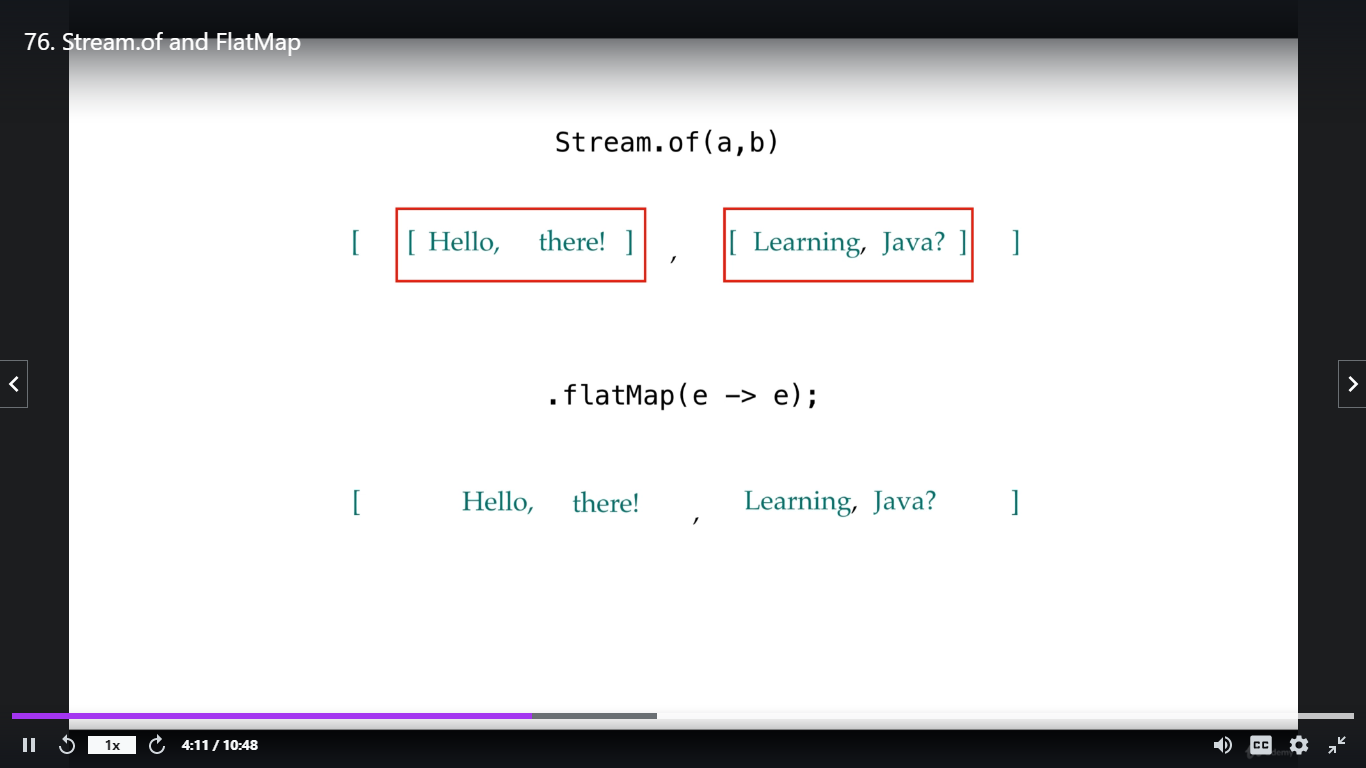 76. Stream.of and FlatMap
Stream.of(a,b)
[ [ Hello, there! ] , [ Learning, Java? ] ]
.flatMap(e -> e);
[ Hello, there! , Learning, Java? ]
1x 4:11 / 10:48 CC